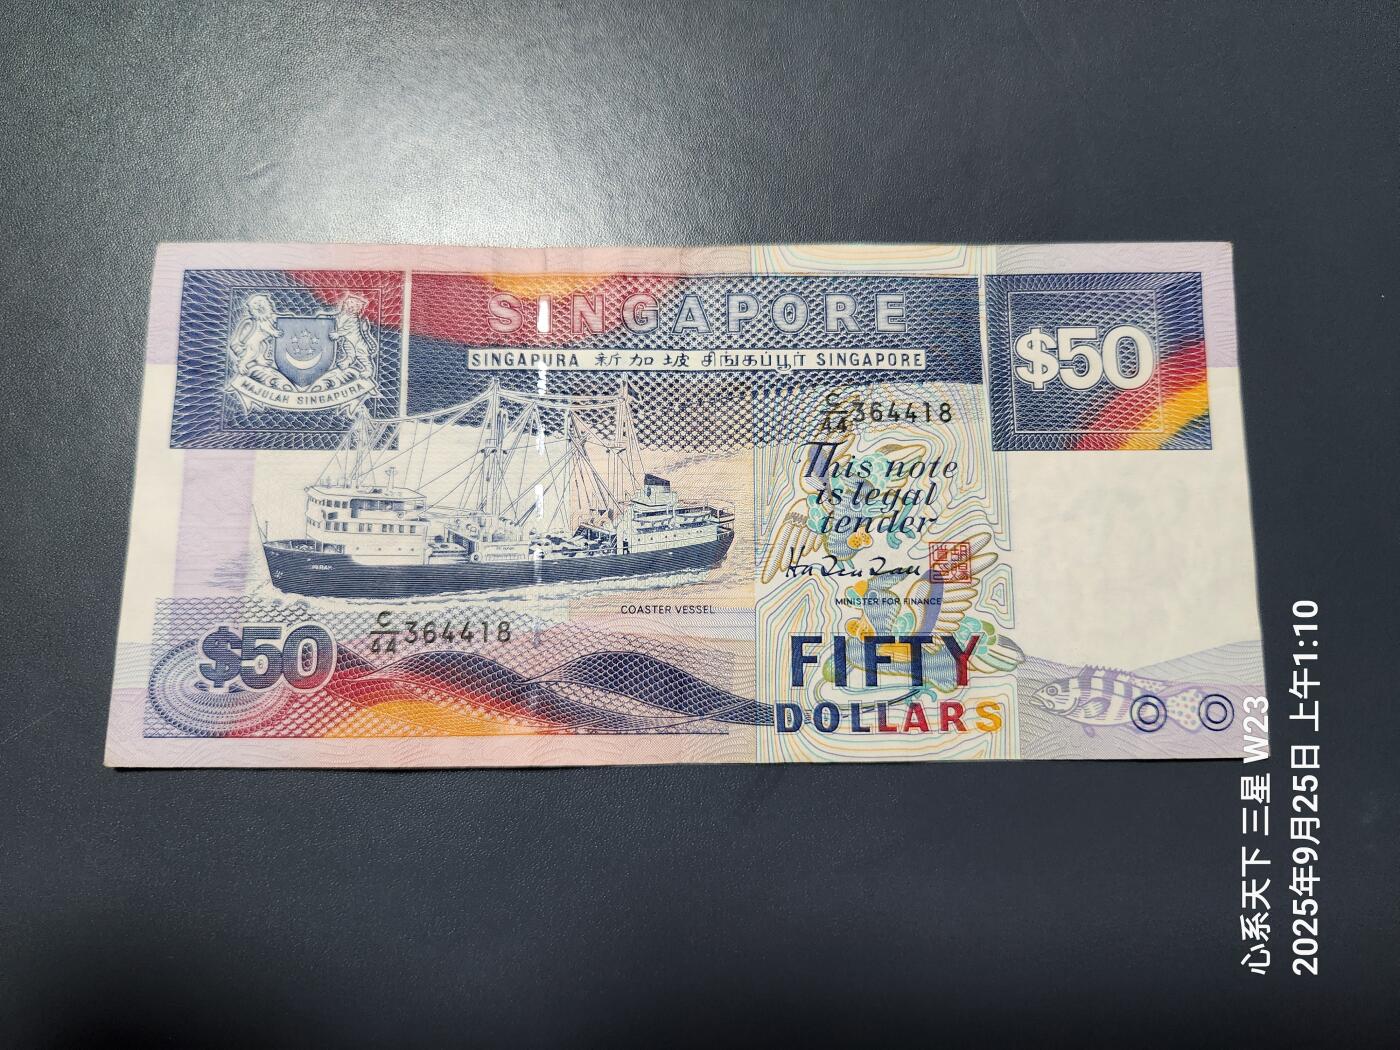 SINGAPORE
SINGAPURA 新加坡 சிங்கப்பூர் SINGAPORE
$50
MAJULAH SINGAPURA
C/44 364418
This note
is legal
tender
MINISTER FOR FINANCE
COASTER VESSEL
C/44 364418
$50
FIFTY
DOLLARS
心系天下 三星 W23
2025年9月25日 上午1:10